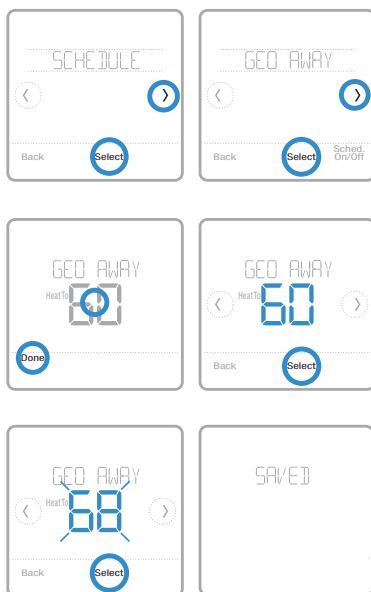 SCHEDULE
Back
Select
GEO AWAY
Back
Select
Sched.
On/Off
GEO AWAY
Heat To
60
Done
GEO AWAY
Heat To
60
Back
Select
GEO AWAY
Heat To
68
Back
Select
SAVED